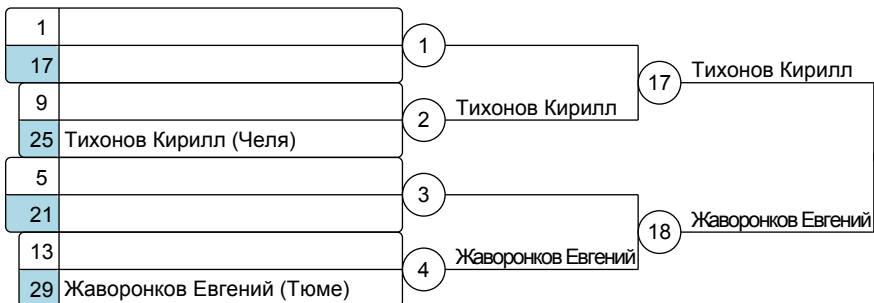 1
1
17
17 Тихонов Кирилл
9
2 Тихонов Кирилл
25 Тихонов Кирилл (Челя)
5
3
21
18 Жаворонков Евгений
13
4 Жаворонков Евгений
29 Жаворонков Евгений (Тюме)